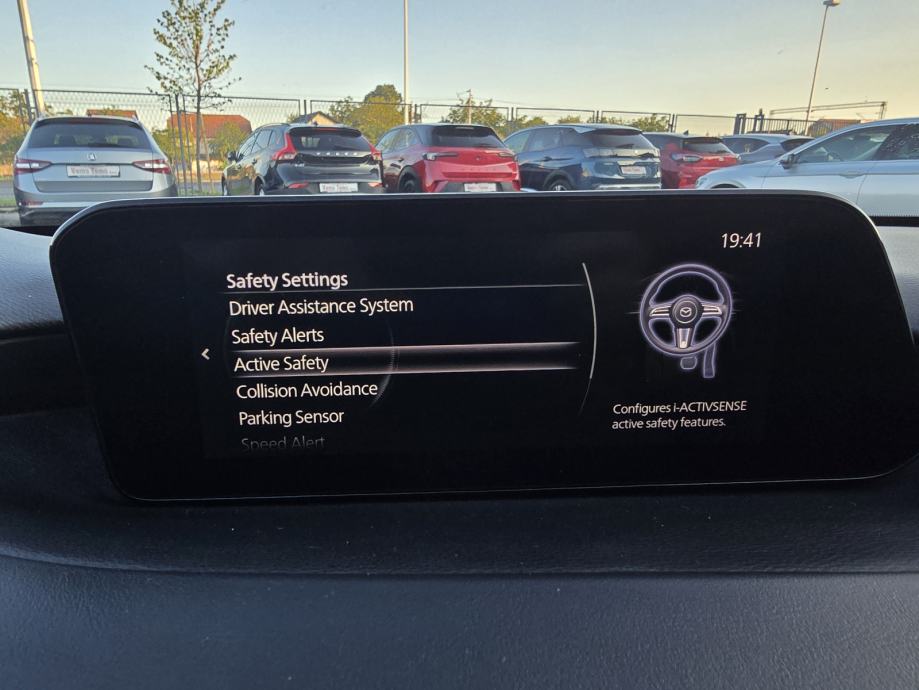 19:41
Safety Settings
Driver Assistance System
Safety Alerts
Active Safety
Collision Avoidance
Parking Sensor
Speed Alert
Configures i-ACTIVSENSE
active safety features.